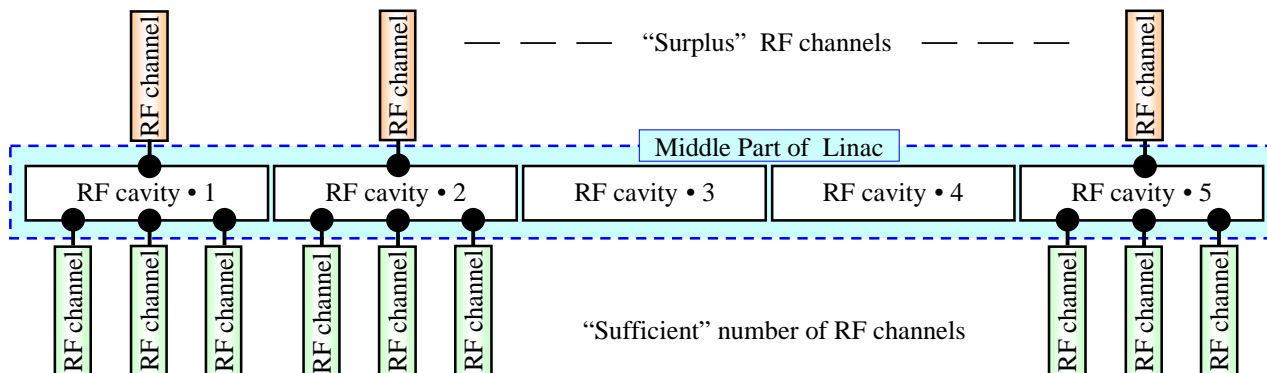 RF channel
RF channel
“Surplus” RF channels
RF channel
Middle Part of Linac
RF cavity • 1
RF cavity • 2
RF cavity • 3
RF cavity • 4
RF cavity • 5
RF channel
RF channel
RF channel
RF channel
RF channel
RF channel
“Sufficient” number of RF channels
RF channel
RF channel
RF channel